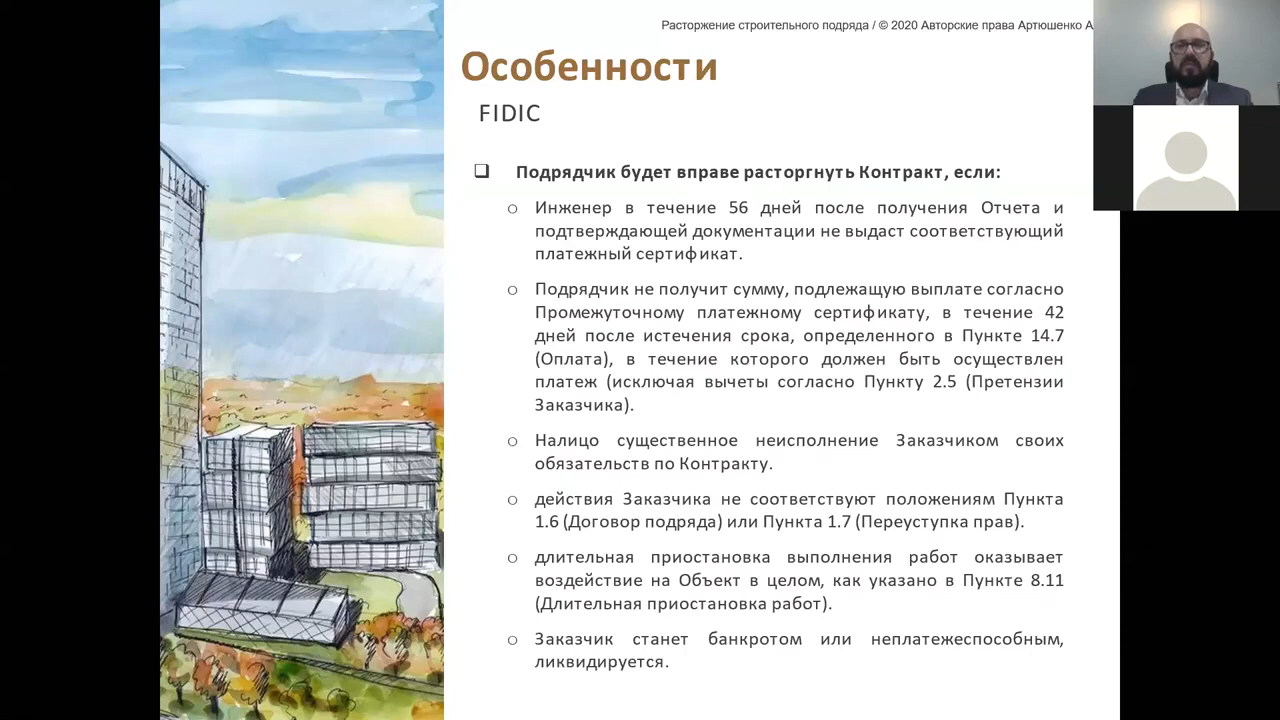 Расторжение строительного подряда / © 2020 Авторские права Артюшенко А
Особенности
FIDIC
Подрядчик будет вправе расторгнуть Контракт, если:
Инженер в течение 56 дней после получения Отчета и
подтверждающей документации не выдаст соответствующий
платежный сертификат.
Подрядчик не получит сумму, подлежащую выплате согласно
Промежуточному платежному сертификату, в течение 42
дней после истечения срока, определенного в Пункте 14.7
(Оплата), в течение которого должен быть осуществлен
платеж (исключая вычеты согласно Пункту 2.5 (Претензии
Заказчика).
Налицо существенное неисполнение Заказчиком своих
обязательств по Контракту.
действия Заказчика не соответствуют положениям Пункта
1.6 (Договор подряда) или Пункта 1.7 (Переуступка прав).
длительная приостановка выполнения работ оказывает
воздействие на Объект в целом, как указано в Пункте 8.11
(Длительная приостановка работ).
Заказчик станет банкротом или неплатежеспособным,
ликвидируется.